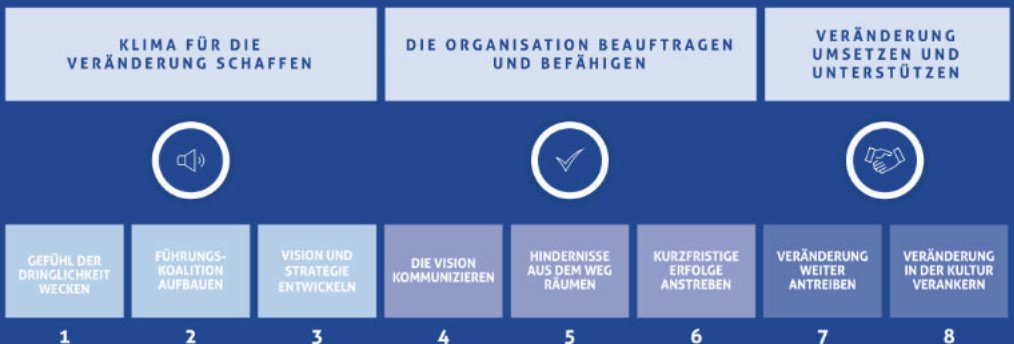 KLIMA FÜR DIE
VERÄNDERUNG SCHAFFEN
DIE ORGANISATION BEAUFTRAGEN
UND BEFÄHIGEN
VERÄNDERUNG
UMSETZEN UND
UNTERSTÜTZEN
GEFÜHL DER
DRINGLICHKEIT
WECKEN
FÜHRUNGS-
KOALITION
AUFBAUEN
VISION UND
STRATEGIE
ENTWICKELN
DIE VISION
KOMMUNIZIEREN
HINDERNISSE
AUS DEM WEG
RÄUMEN
KURZFRISTIGE
ERFOLGE
ANSTREBEN
VERÄNDERUNG
WEITER
ANTREIBEN
VERÄNDERUNG
IN DER KULTUR
VERANKERN
1
2
3
4
5
6
7
8